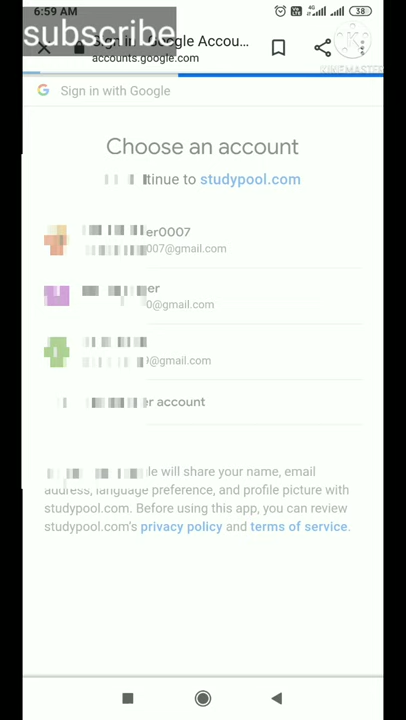 6:59 AM
4G
38
subscribe
Sign in Google Accou...
accounts.google.com
KINEMASTER
Sign in with Google
Choose an account
tinue to studypool.com
er0007
007@gmail.com
er
0@gmail.com
@gmail.com
r account
le will share your name, email
address, language preference, and profile picture with
studypool.com. Before using this app, you can review
studypool.com's privacy policy and terms of service.